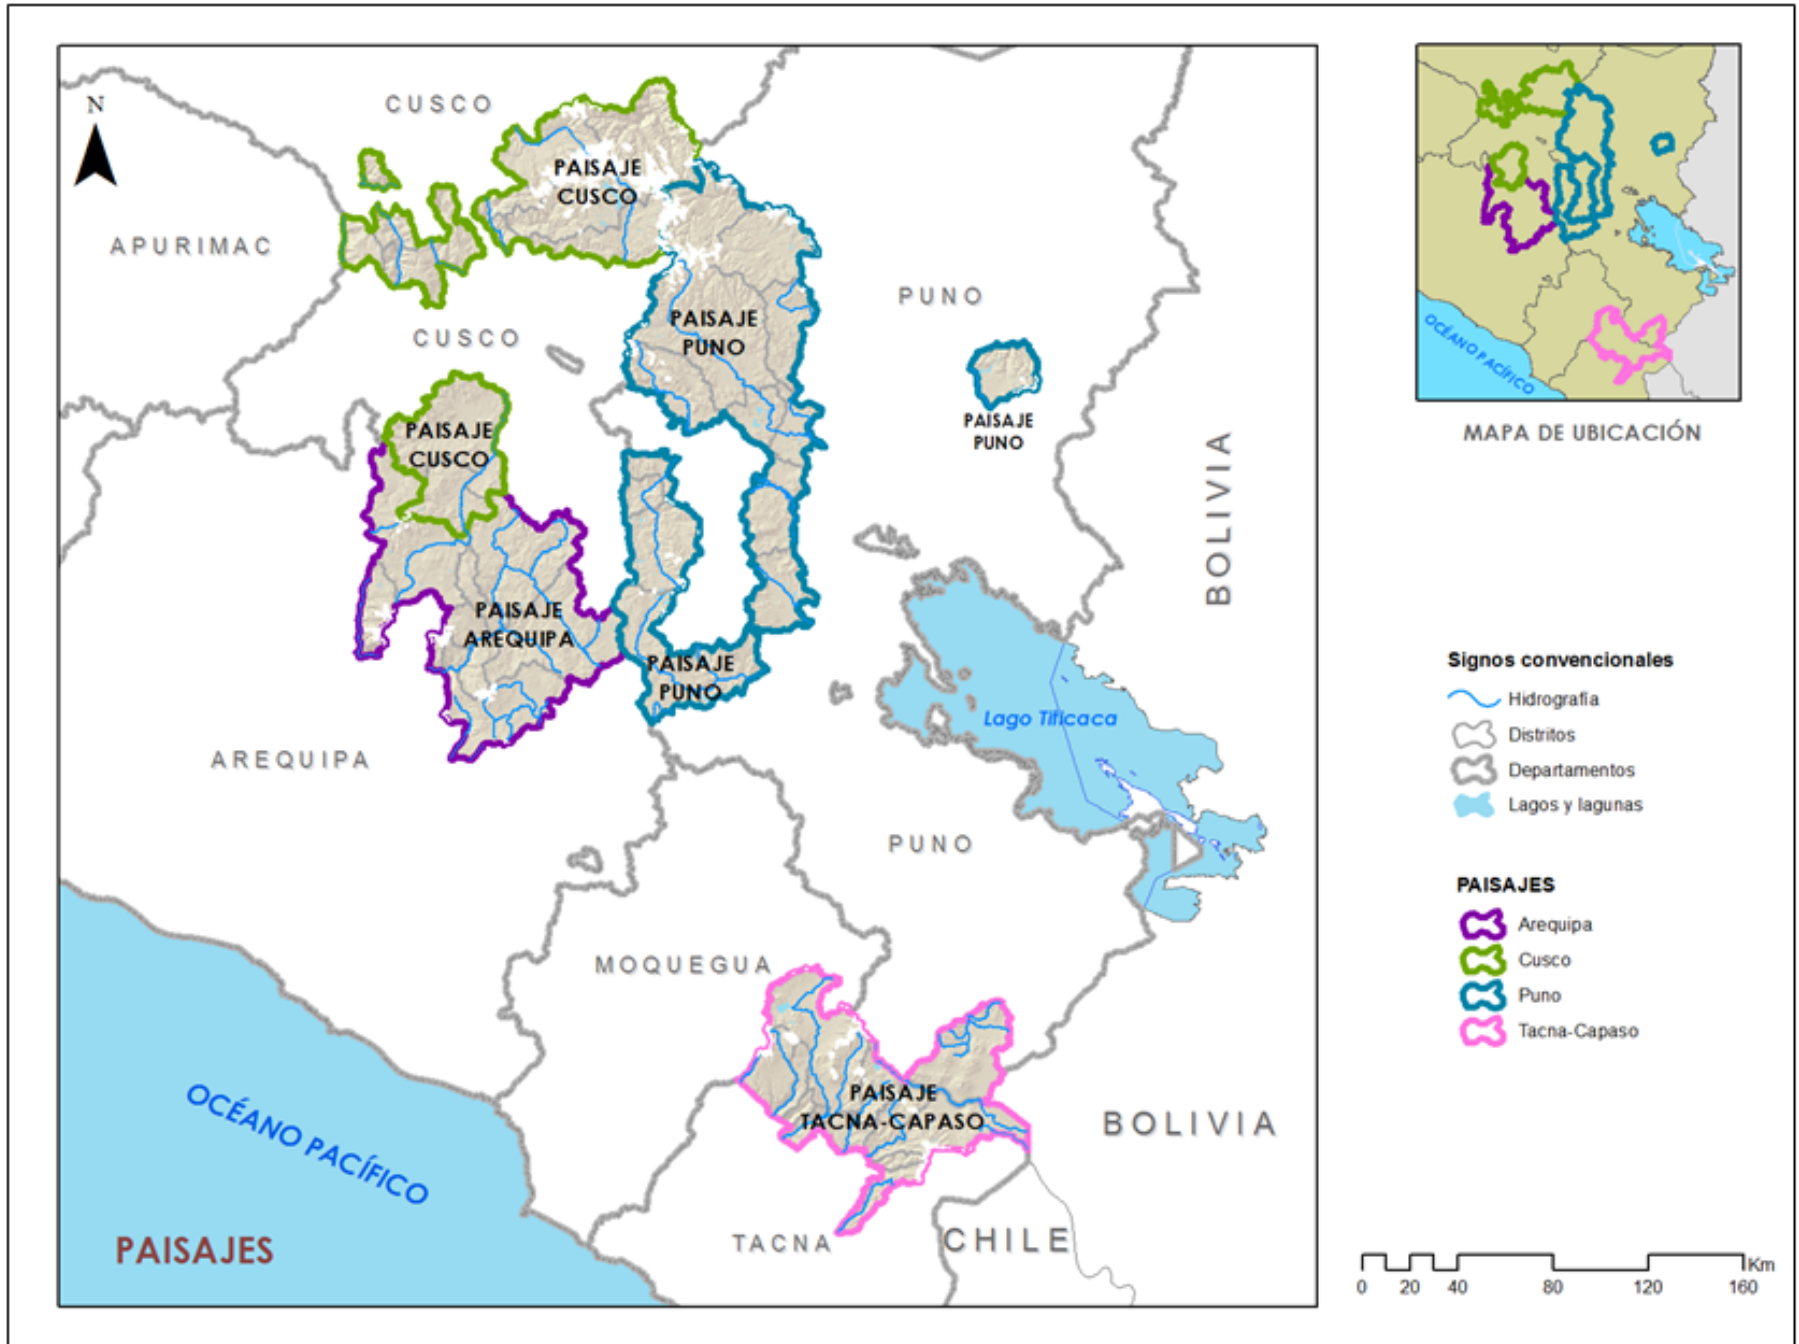 N
CUSCO
PAISAJE
CUSCO
APURIMAC
PUNO
PAISAJE
PUNO
CUSCO
PAISAJE
PUNO
PAISAJE
CUSCO
BOLIVIA
PAISAJE
AREQUIPA
PAISAJE
PUNO
Lago Titicaca
AREQUIPA
PUNO
MOQUEGUA
PAISAJE
TACNA-CAPASO
BOLIVIA
OCÉANO PACÍFICO
PAISAJES
TACNA
CHILE
OCÉANO PACÍFICO
MAPA DE UBICACIÓN
Signos convencionales
Hidrografía
Distritos
Departamentos
Lagos y lagunas
PAISAJES
Arequipa
Cusco
Puno
Tacna-Capaso
Km
0 20 40 80 120 160